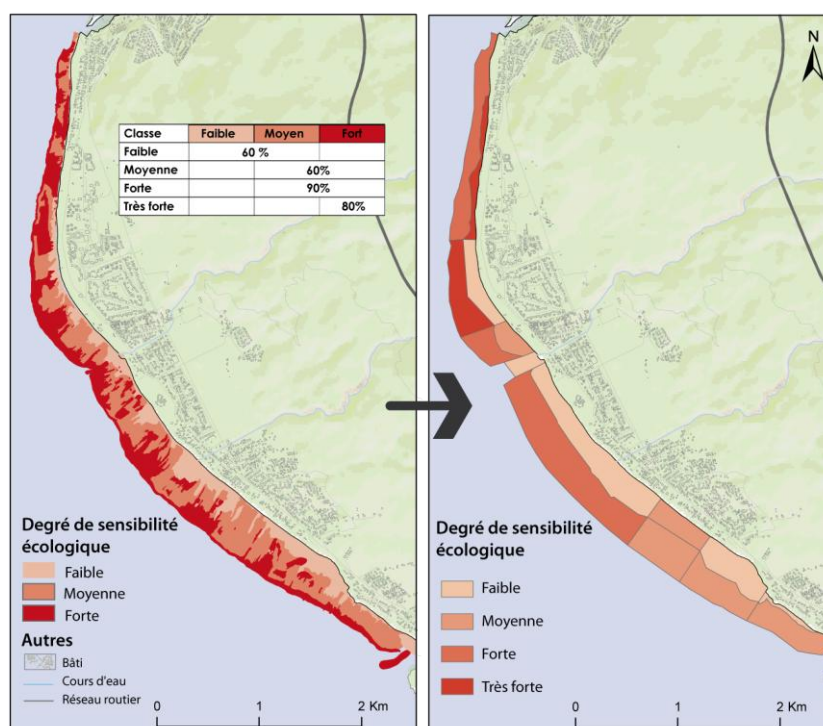 Classe Faible Moyen Fort
Faible 60 %
Moyenne 60%
Forte 90%
Très forte 80%
Degré de sensibilité
écologique
Faible
Moyenne
Forte
Autres
Bâti
Cours d'eau
Réseau routier
0 1 2 Km
N
Degré de sensibilité
écologique
Faible
Moyenne
Forte
Très forte
0 1 2 Km